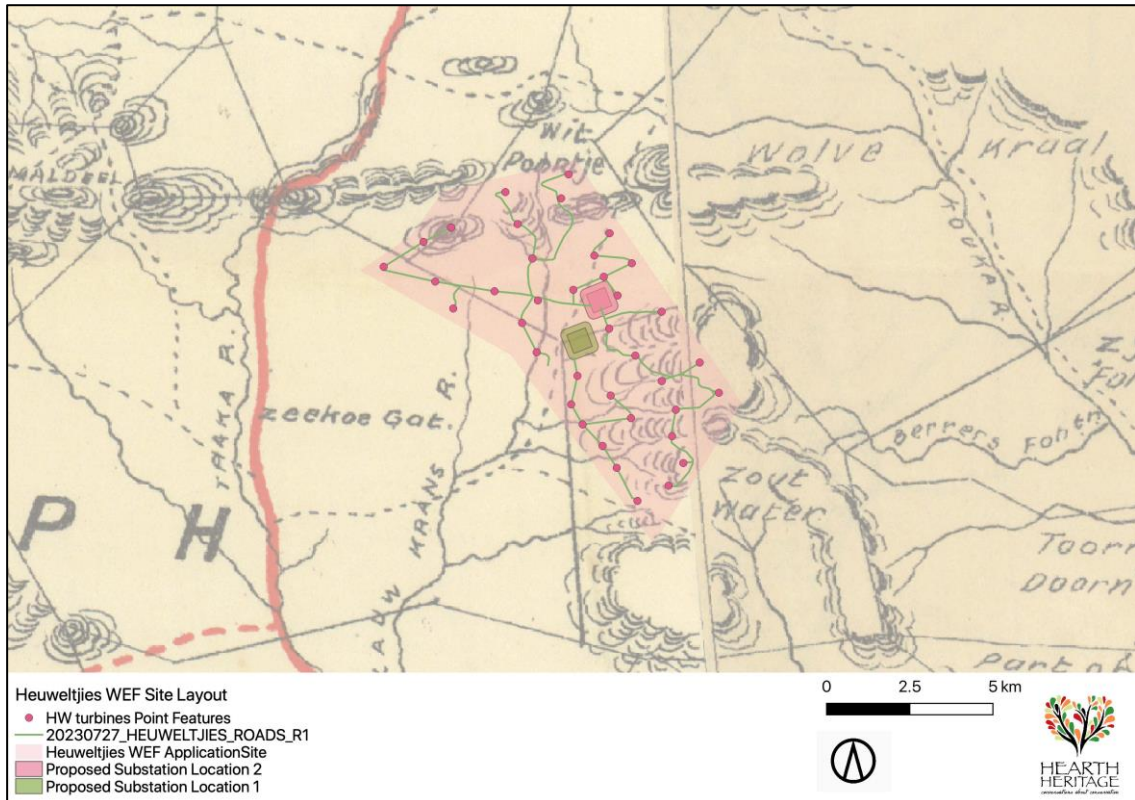 Wit
Poortje
Wolve Kraal
KOUKA R.
TRAKA R.
Zeekoe Gat.
KRANS R.
P H
Berrers Fontn.
Zout
Water
Toorn
Doorn
Part of
Heuweltjies WEF Site Layout
HW turbines Point Features
20230727_HEUWELTJIES_ROADS_R1
Heuweltjies WEF ApplicationSite
Proposed Substation Location 2
Proposed Substation Location 1
0 2.5 5 km
HEARTH
HERITAGE